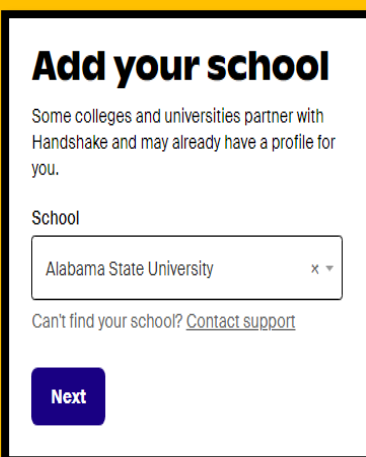 Add your school
Some colleges and universities partner with
Handshake and may already have a profile for
you.
School
Alabama State University
Can't find your school? Contact support
Next